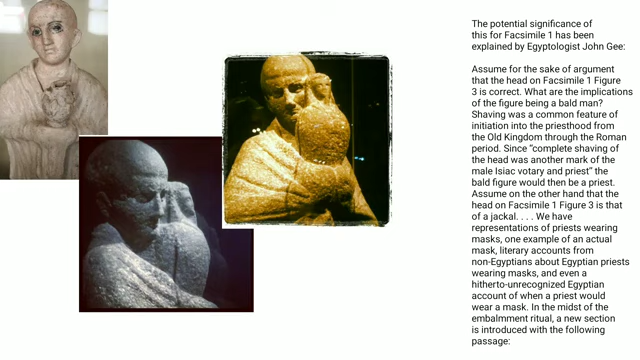 The potential significance of
this for Facsimile 1 has been
explained by Egyptologist John Gee:
Assume for the sake of argument
that the head on Facsimile 1 Figure
3 is correct. What are the implications
of the figure being a bald man?
Shaving was a common feature of
initiation into the priesthood from
the Old Kingdom through the Roman
period. Since “complete shaving of
the head was another mark of the
male Isiac votary and priest” the
bald figure would then be a priest.
Assume on the other hand that the
head on Facsimile 1 Figure 3 is that
of a jackal. . . . We have
representations of priests wearing
masks, one example of an actual
mask, literary accounts from
non-Egyptians about Egyptian priests
wearing masks, and even a
hitherto-unrecognized Egyptian
account of when a priest would
wear a mask. In the midst of the
embalmment ritual, a new section
is introduced with the following
passage: